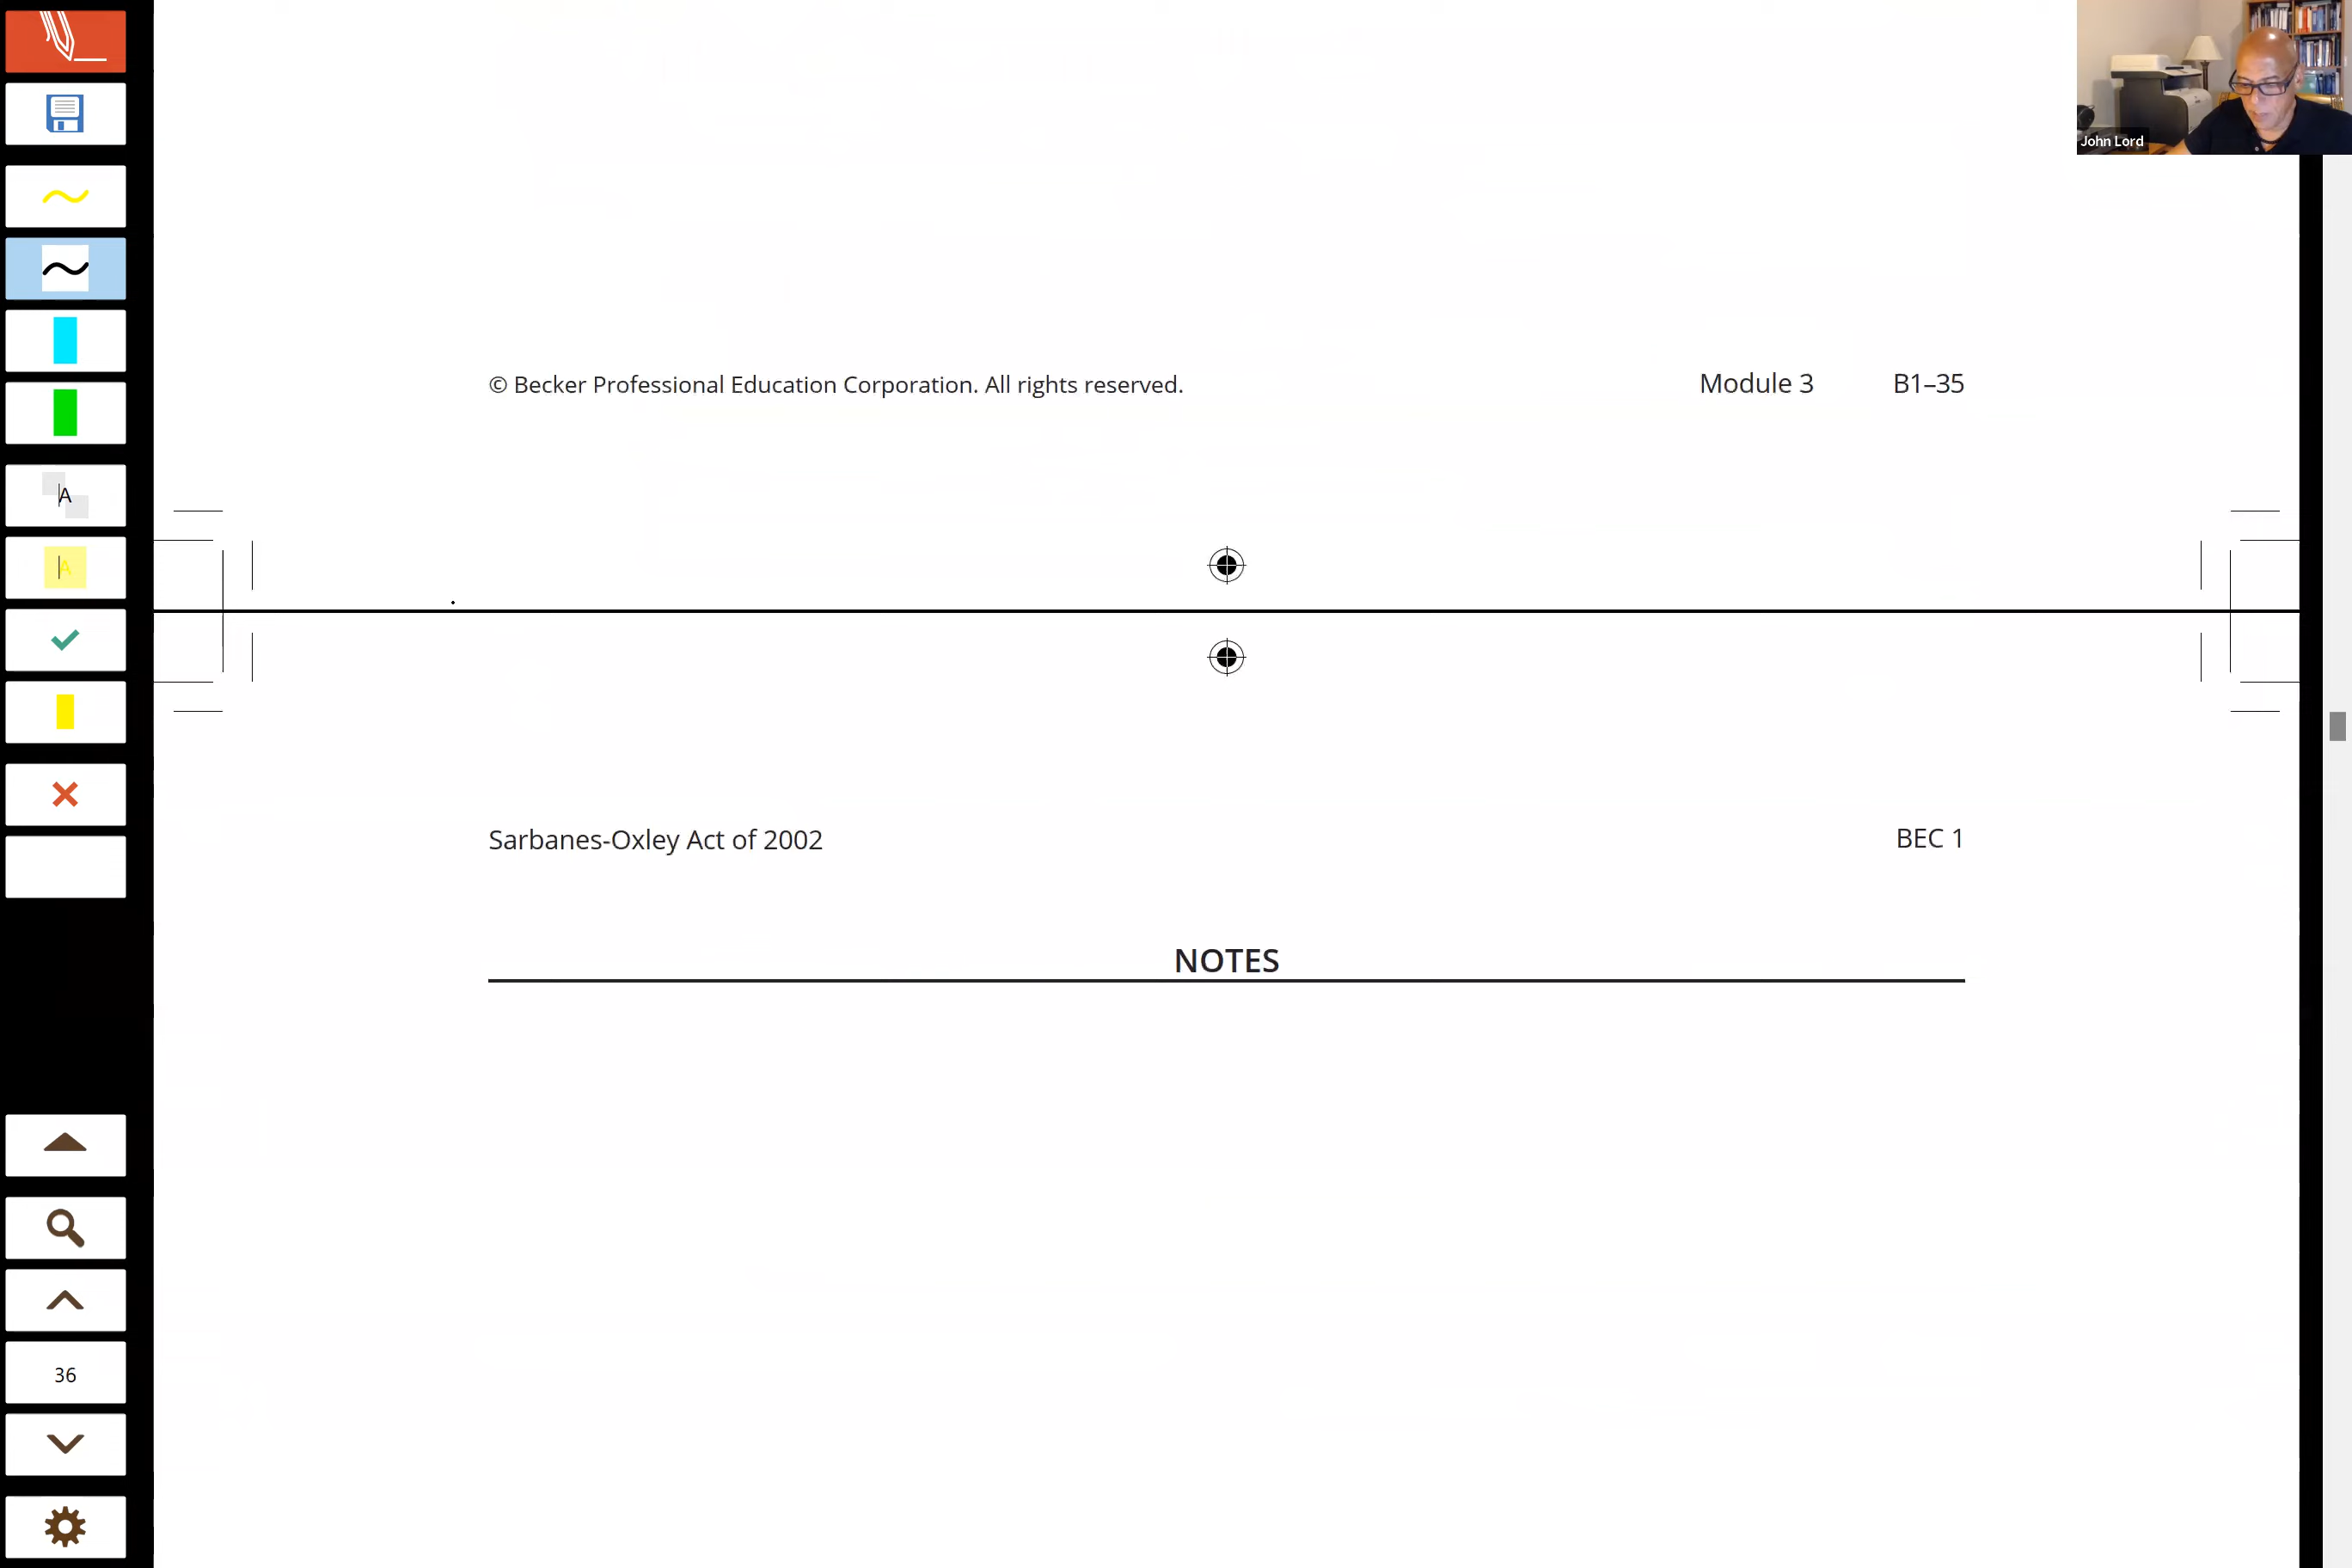 John Lord
© Becker Professional Education Corporation. All rights reserved. Module 3 B1–35
A
A
Sarbanes-Oxley Act of 2002 BEC 1
NOTES
36